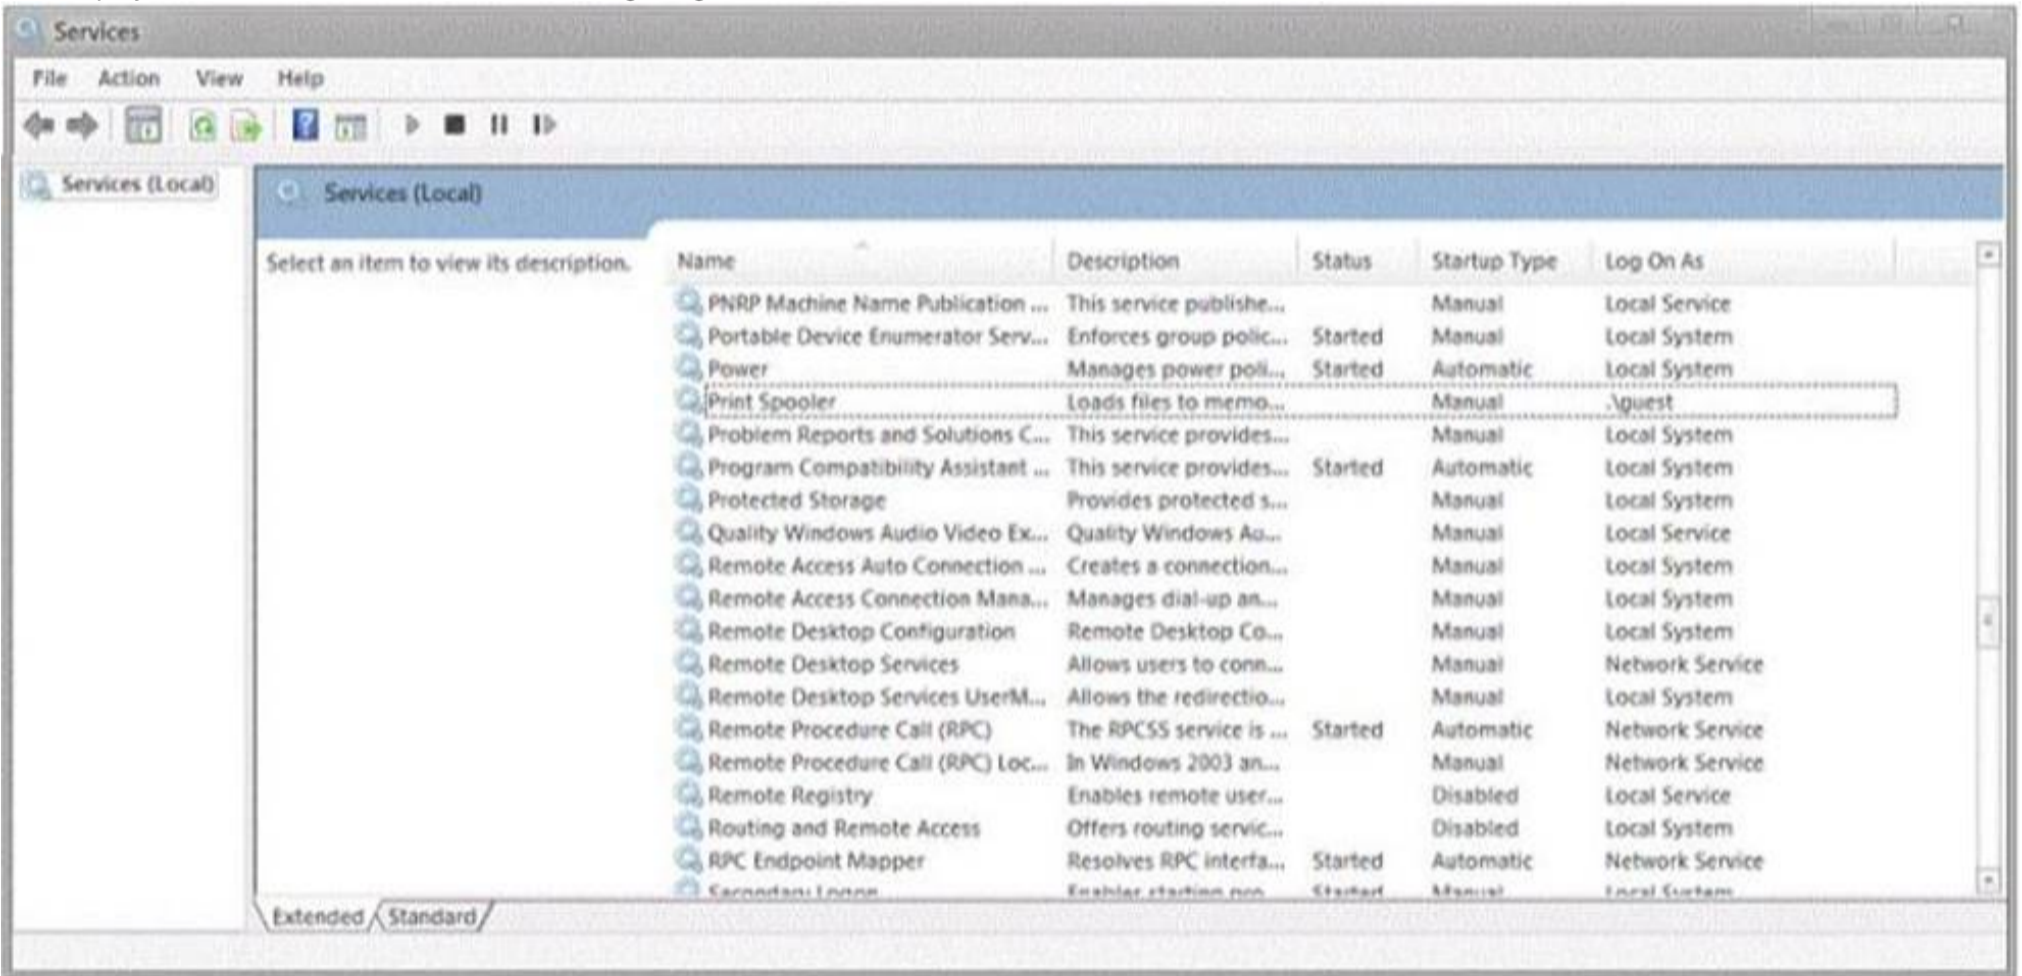 Services
File Action View Help
Services (Local)
Services (Local)
Select an item to view its description.
Name Description Status Startup Type Log On As
PNRP Machine Name Publication ... This service publishe... Manual Local Service
Portable Device Enumerator Serv... Enforces group polic... Started Manual Local System
Power Manages power poli... Started Automatic Local System
Print Spooler Loads files to memo... Manual .\guest
Problem Reports and Solutions C... This service provides... Manual Local System
Program Compatibility Assistant ... This service provides... Started Automatic Local System
Protected Storage Provides protected s... Manual Local System
Quality Windows Audio Video Ex... Quality Windows Au... Manual Local Service
Remote Access Auto Connection ... Creates a connection... Manual Local System
Remote Access Connection Mana... Manages dial-up an... Manual Local System
Remote Desktop Configuration Remote Desktop Co... Manual Local System
Remote Desktop Services Allows users to conn... Manual Network Service
Remote Desktop Services UserM... Allows the redirectio... Manual Local System
Remote Procedure Call (RPC) The RPCSS service is ... Started Automatic Network Service
Remote Procedure Call (RPC) Loc... In Windows 2003 an... Manual Network Service
Remote Registry Enables remote user... Disabled Local Service
Routing and Remote Access Offers routing servic... Disabled Local System
RPC Endpoint Mapper Resolves RPC interfa... Started Automatic Network Service
Secondary Logon Enables starting pro... Started Manual Local System
Extended Standard